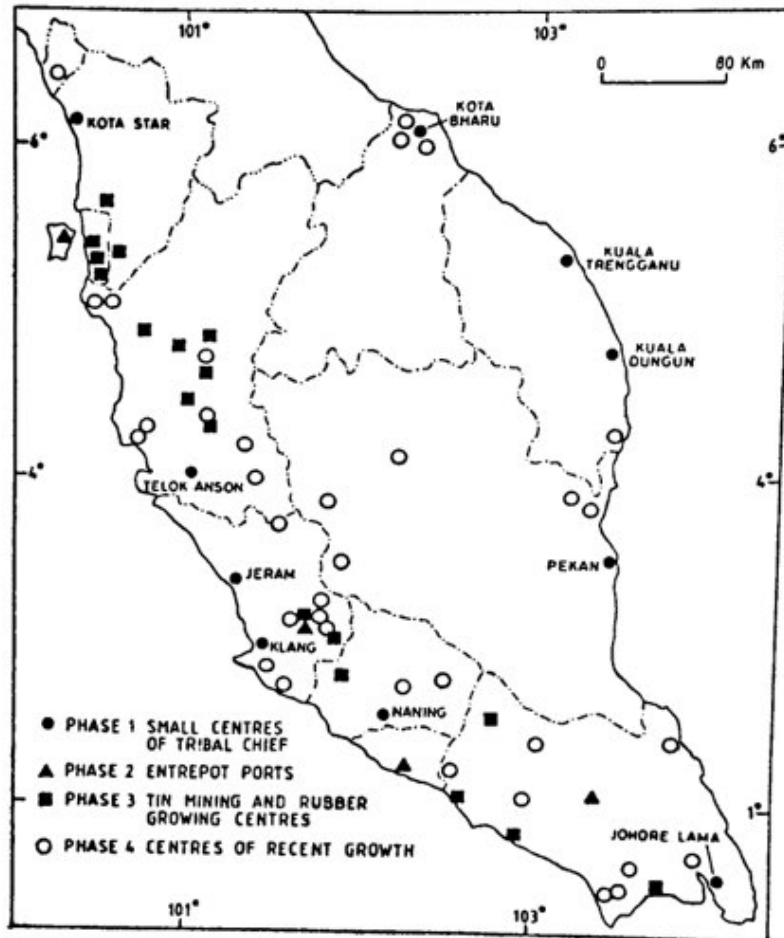 101°
103°
0 80 Km
KOTA STAR
KOTA
BHARU
6°
6°
KUALA
TRENGGANU
KUALA
DUNGUN
4°
4°
TELOK ANSON
JERAM
PEKAN
KLANG
NANING
PHASE 1 SMALL CENTRES
OF TRIBAL CHIEF
PHASE 2 ENTREPOT PORTS
PHASE 3 TIN MINING AND RUBBER
GROWING CENTRES
PHASE 4 CENTRES OF RECENT GROWTH
1°
JOHORE LAMA
101°
103°